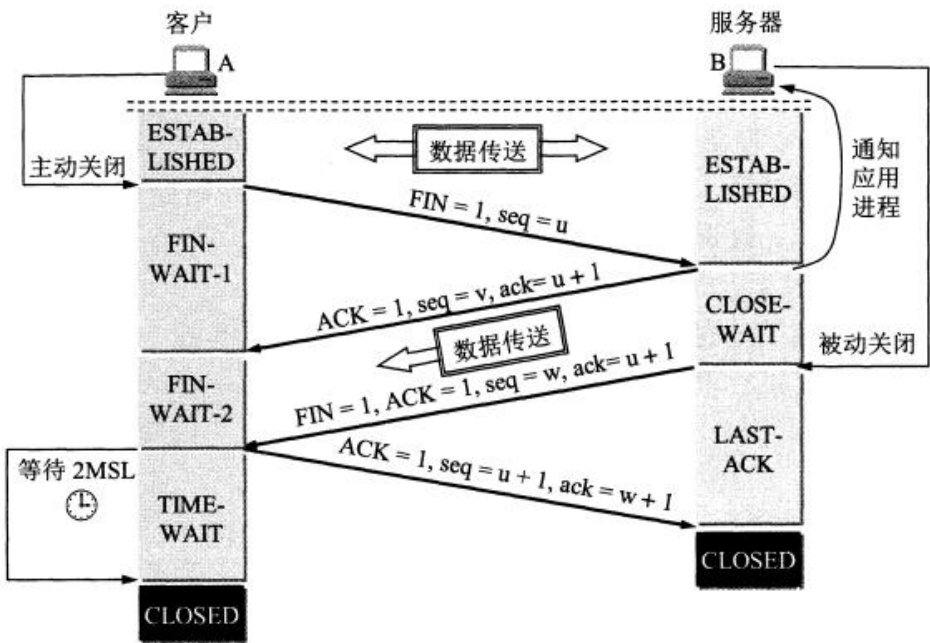 客户
服务器
A
B
ESTAB-
LISHED
数据传送
ESTAB-
LISHED
通知
应用
进程
主动关闭
FIN = 1, seq = u
FIN-
WAIT-1
ACK = 1, seq = v, ack= u + 1
CLOSE-
WAIT
数据传送
被动关闭
FIN = 1, ACK = 1, seq = w, ack= u + 1
FIN-
WAIT-2
ACK = 1, seq = u + 1, ack = w + 1
LAST-
ACK
等待 2MSL
TIME-
WAIT
CLOSED
CLOSED